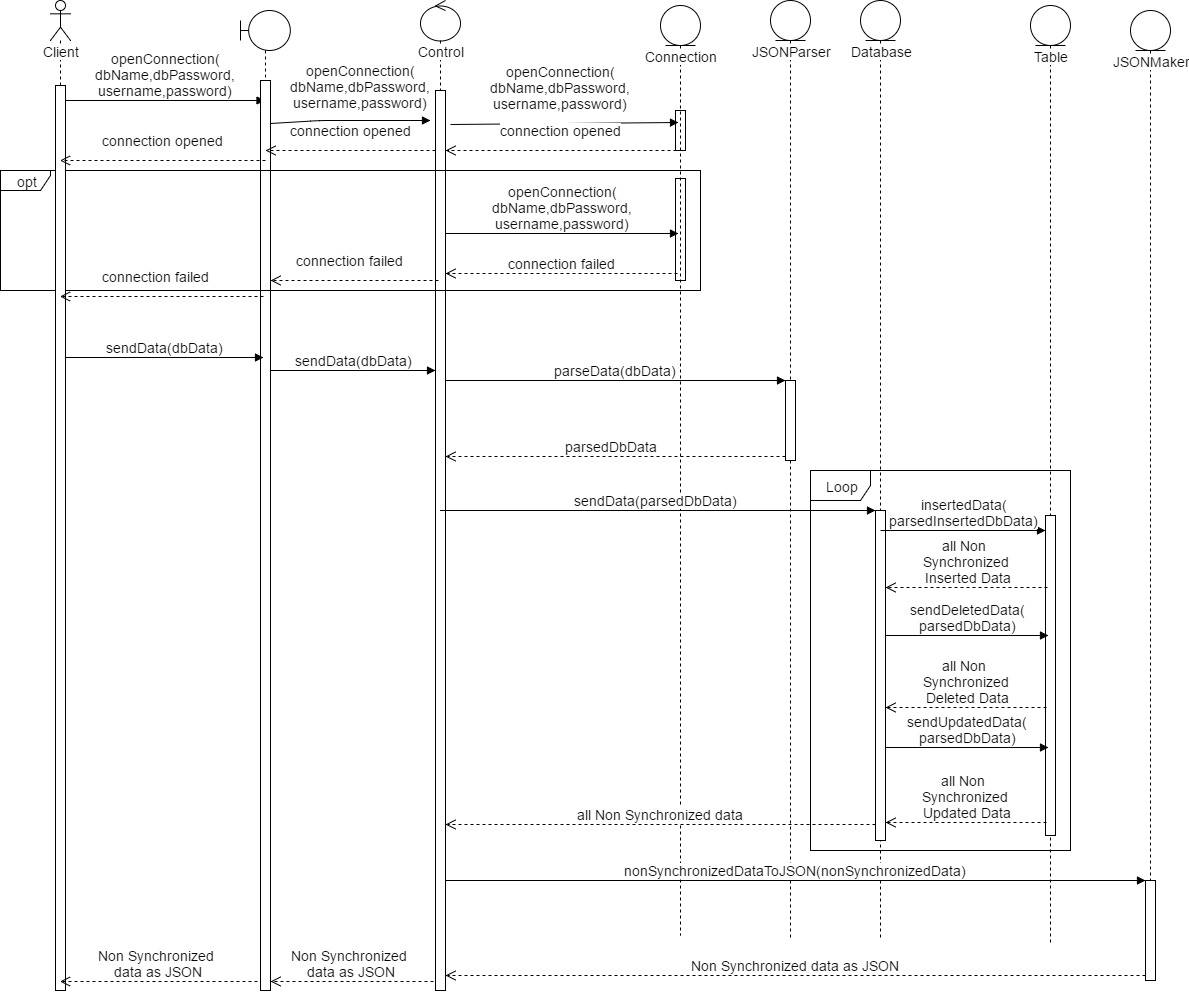 Client
Control
Connection
JSONParser
Database
Table
JSONMaker
openConnection(
dbName,dbPassword,
username,password)
openConnection(
dbName,dbPassword,
username,password)
openConnection(
dbName,dbPassword,
username,password)
connection opened
connection opened
connection opened
opt
openConnection(
dbName,dbPassword,
username,password)
connection failed
connection failed
connection failed
sendData(dbData)
sendData(dbData)
parseData(dbData)
parsedDbData
Loop
sendData(parsedDbData)
insertedData(
parsedInsertedDbData)
all Non
Synchronized
Inserted Data
sendDeletedData(
parsedDbData)
all Non
Synchronized
Deleted Data
sendUpdatedData(
parsedDbData)
all Non
Synchronized
Updated Data
all Non Synchronized data
nonSynchronizedDataToJSON(nonSynchronizedData)
Non Synchronized data as JSON
Non Synchronized
data as JSON
Non Synchronized
data as JSON